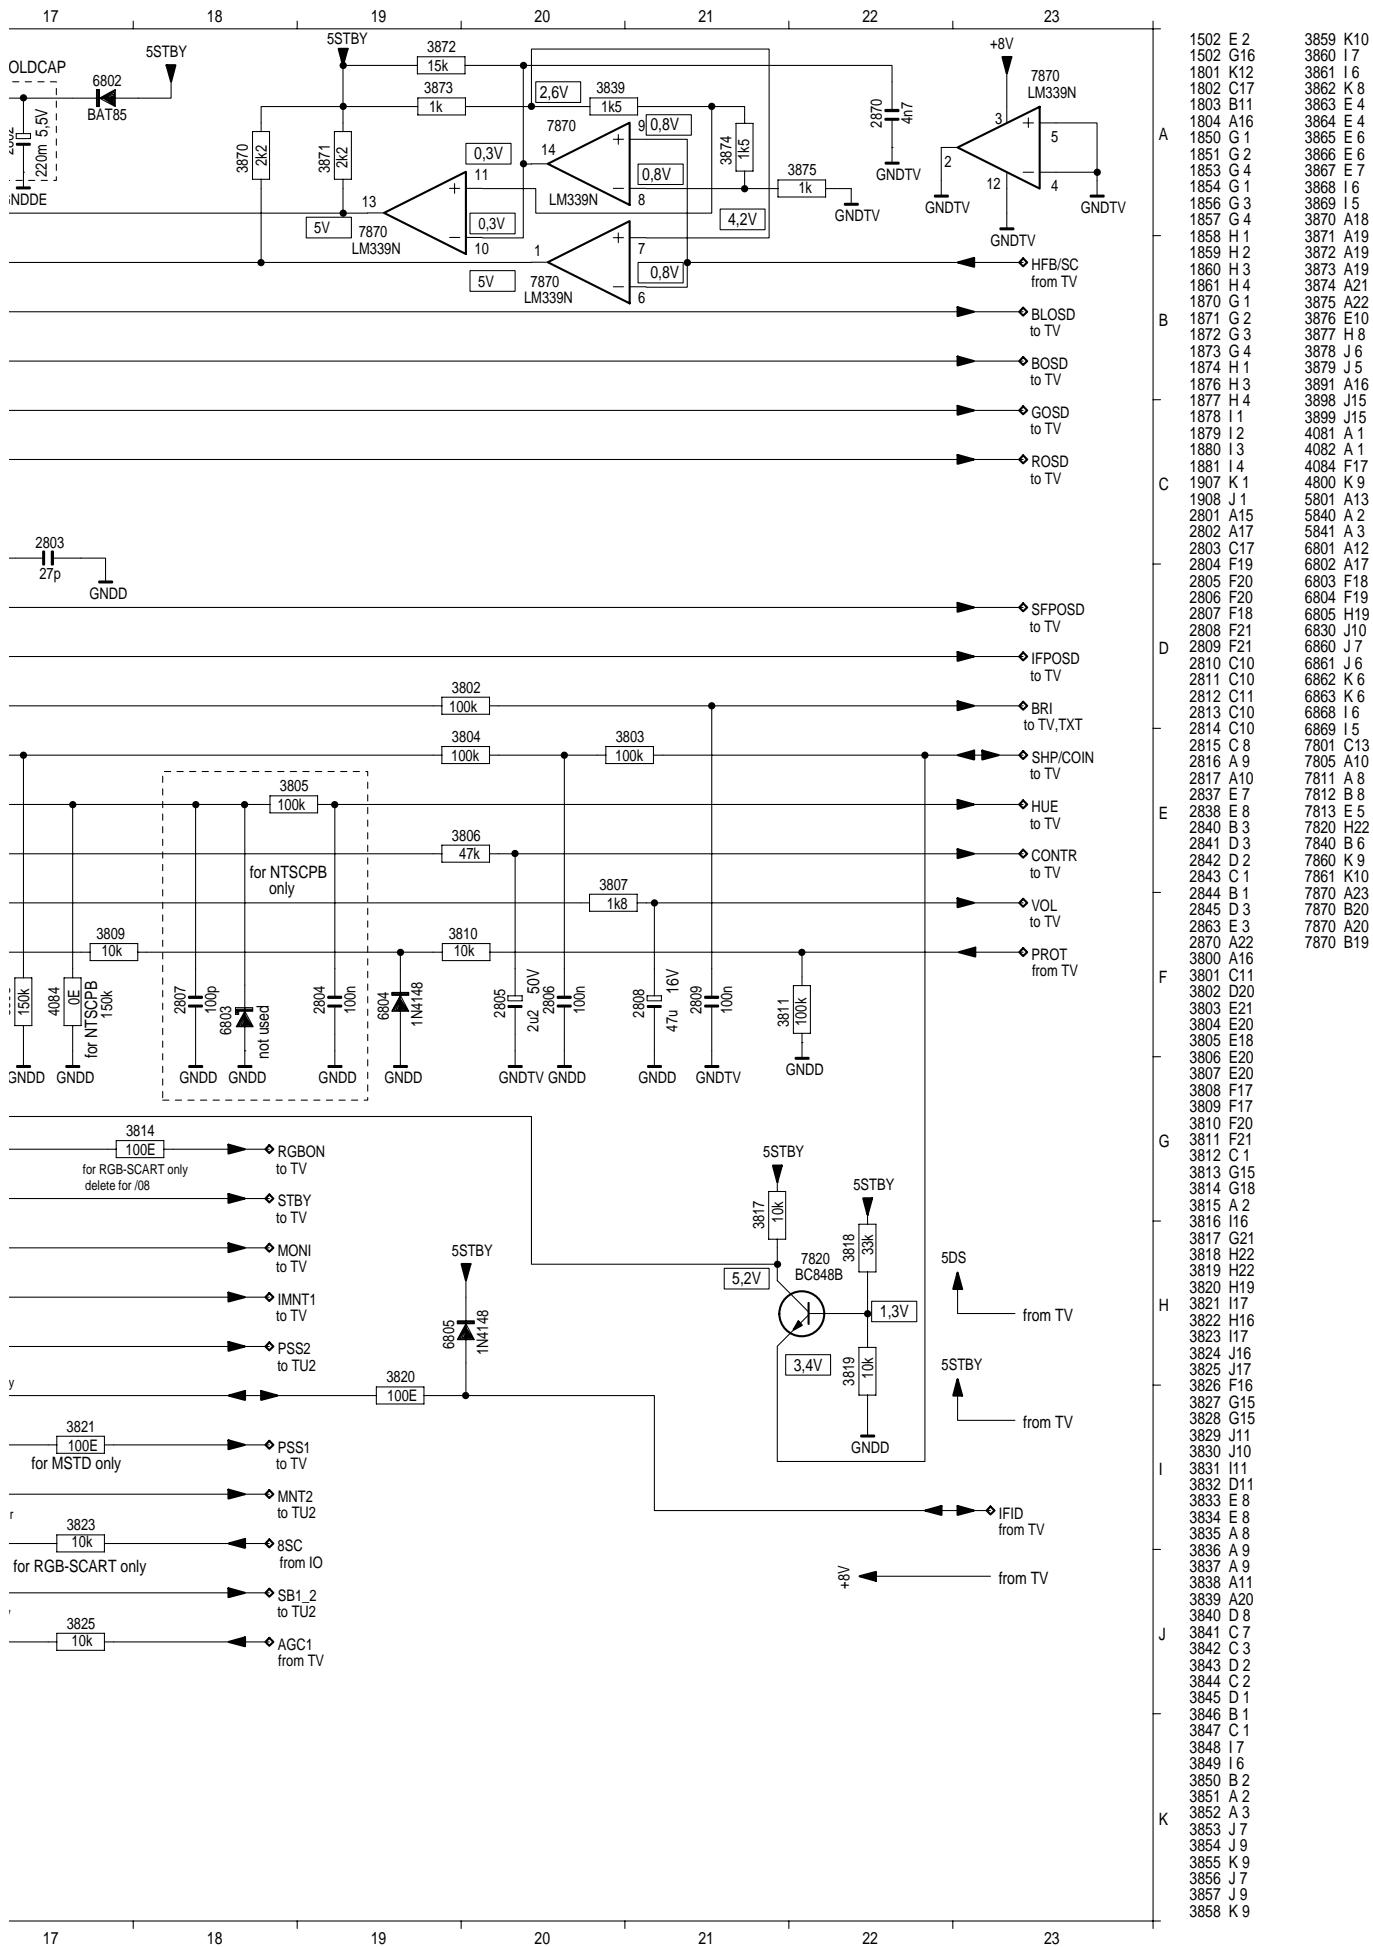 17 18 19 20 21 22 23
5STBY
5STBY
OLDCAP
6802
BAT85
220m 5,5V
3872
15k
3873
1k
2,6V
3839
1k5
3870
2k2
3871
2k2
7870
LM339N
14
9
8
0,8V
0,8V
0,3V
11
13
10
0,3V
5V
7870
LM339N
3874
1k5
3875
1k
GNDTV
4,2V
2870
4n7
GNDTV
+8V
7870
LM339N
3
5
2
12
4
GNDTV
GNDTV
GNDTV
A
1
7
6
0,8V
5V
7870
LM339N
HFB/SC
from TV
BLOSD
to TV
B
BOSD
to TV
GOSD
to TV
ROSD
to TV
C
2803
27p
GNDD
SFPOSD
to TV
IFPOSD
to TV
D
3802
100k
BRI
to TV,TXT
3804
100k
3803
100k
SHP/COIN
to TV
3805
100k
HUE
to TV
E
3806
47k
CONTR
to TV
for NTSCPB
only
3807
1k8
VOL
to TV
3809
10k
3810
10k
PROT
from TV
F
150k
4084
0E
for NTSCPB
150k
2807
100p
6803
not used
2804
100n
6804
1N4148
2805
50V
2u2
2806
100n
2808
16V
47u
2809
100n
3811
100k
GNDD
GNDD
GNDD
GNDD
GNDD
GNDTV
GNDD
GNDD
GNDTV
GNDD
3814
100E
for RGB-SCART only
delete for /08
RGBON
to TV
G
STBY
to TV
MONI
to TV
IMNT1
to TV
PSS2
to TU2
5STBY
3817
10k
5STBY
3818
33k
7820
BC848B
5,2V
1,3V
3,4V
3819
10k
GNDD
5DS
from TV
H
5STBY
from TV
5STBY
6805
1N4148
3820
100E
y
3821
100E
for MSTD only
PSS1
to TV
I
MNT2
to TU2
r
3823
10k
for RGB-SCART only
8SC
from IO
IFID
from TV
+8V
from TV
SB1_2
to TU2
3825
10k
AGC1
from TV
J
K
17 18 19 20 21 22 23
1502 E 2
1502 G16
1801 K12
1802 C17
1803 B11
1804 A16
1850 G 1
1851 G 2
1853 G 4
1854 G 1
1856 G 3
1857 G 4
1858 H 1
1859 H 2
1860 H 3
1861 H 4
1870 G 1
1871 G 2
1872 G 3
1873 G 4
1874 H 1
1876 H 3
1877 H 4
1878 I 1
1879 I 2
1880 I 3
1881 I 4
1907 K 1
1908 J 1
2801 A15
2802 A17
2803 C17
2804 F19
2805 F20
2806 F20
2807 F18
2808 F21
2809 F21
2810 C10
2811 C10
2812 C11
2813 C10
2814 C10
2815 C 8
2816 A 9
2817 A10
2837 E 7
2838 E 8
2840 B 3
2841 D 3
2842 D 2
2843 C 1
2844 B 1
2845 D 3
2863 E 3
2870 A22
3800 A16
3801 C11
3802 D20
3803 E21
3804 E20
3805 E18
3806 E20
3807 E20
3808 F17
3809 F17
3810 F20
3811 F21
3812 C 1
3813 G15
3814 G18
3815 A 2
3816 I16
3817 G21
3818 H22
3819 H22
3820 H19
3821 I17
3822 H16
3823 I17
3824 J16
3825 J17
3826 F16
3827 G15
3828 G15
3829 J11
3830 J10
3831 I11
3832 D11
3833 E 8
3834 E 8
3835 A 8
3836 A 9
3837 A 9
3838 A11
3839 A20
3840 D 8
3841 C 7
3842 C 3
3843 D 2
3844 C 2
3845 D 1
3846 B 1
3847 C 1
3848 I 7
3849 I 6
3850 B 2
3851 A 2
3852 A 3
3853 J 7
3854 J 9
3855 K 9
3856 J 7
3857 J 9
3858 K 9
3859 K10
3860 I 7
3861 I 6
3862 K 8
3863 E 4
3864 E 4
3865 E 6
3866 E 6
3867 E 7
3868 I 6
3869 I 5
3870 A18
3871 A19
3872 A19
3873 A19
3874 A21
3875 A22
3876 E10
3877 H 8
3878 J 6
3879 J 5
3891 A16
3898 J15
3899 J15
4081 A 1
4082 A 1
4084 F17
4800 K 9
5801 A13
5840 A 2
5841 A 3
6801 A12
6802 A17
6803 F18
6804 F19
6805 H19
6830 J10
6860 J 7
6861 J 6
6862 K 6
6863 K 6
6868 I 6
6869 I 5
7801 C13
7805 A10
7811 A 8
7812 B 8
7813 E 5
7820 H22
7840 B 6
7860 K 9
7861 K10
7870 A23
7870 B20
7870 A20
7870 B19